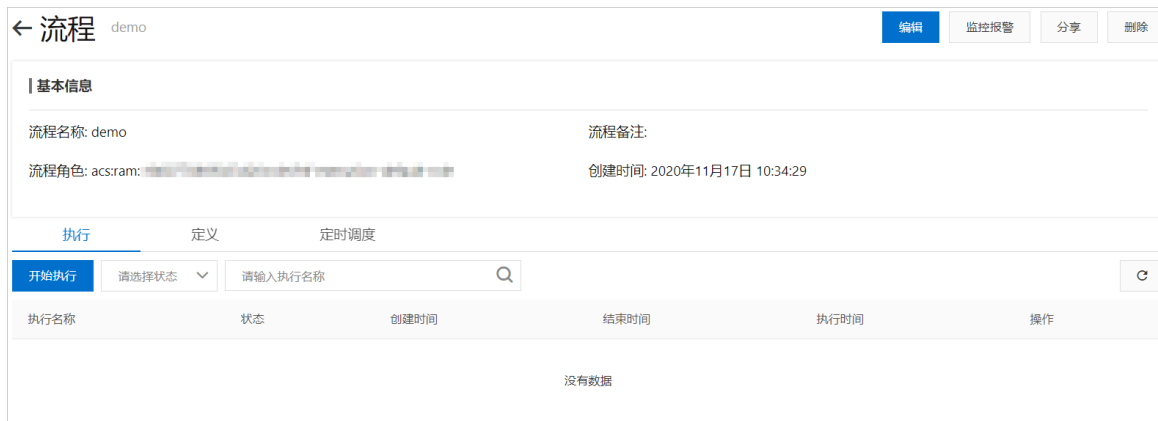 流程 demo 编辑 监控报警 分享 删除
基本信息
流程名称: demo 流程备注:
流程角色: acs:ram: 创建时间: 2020年11月17日 10:34:29
执行 定义 定时调度
开始执行 请选择状态 请输入执行名称
执行名称 状态 创建时间 结束时间 执行时间 操作
没有数据